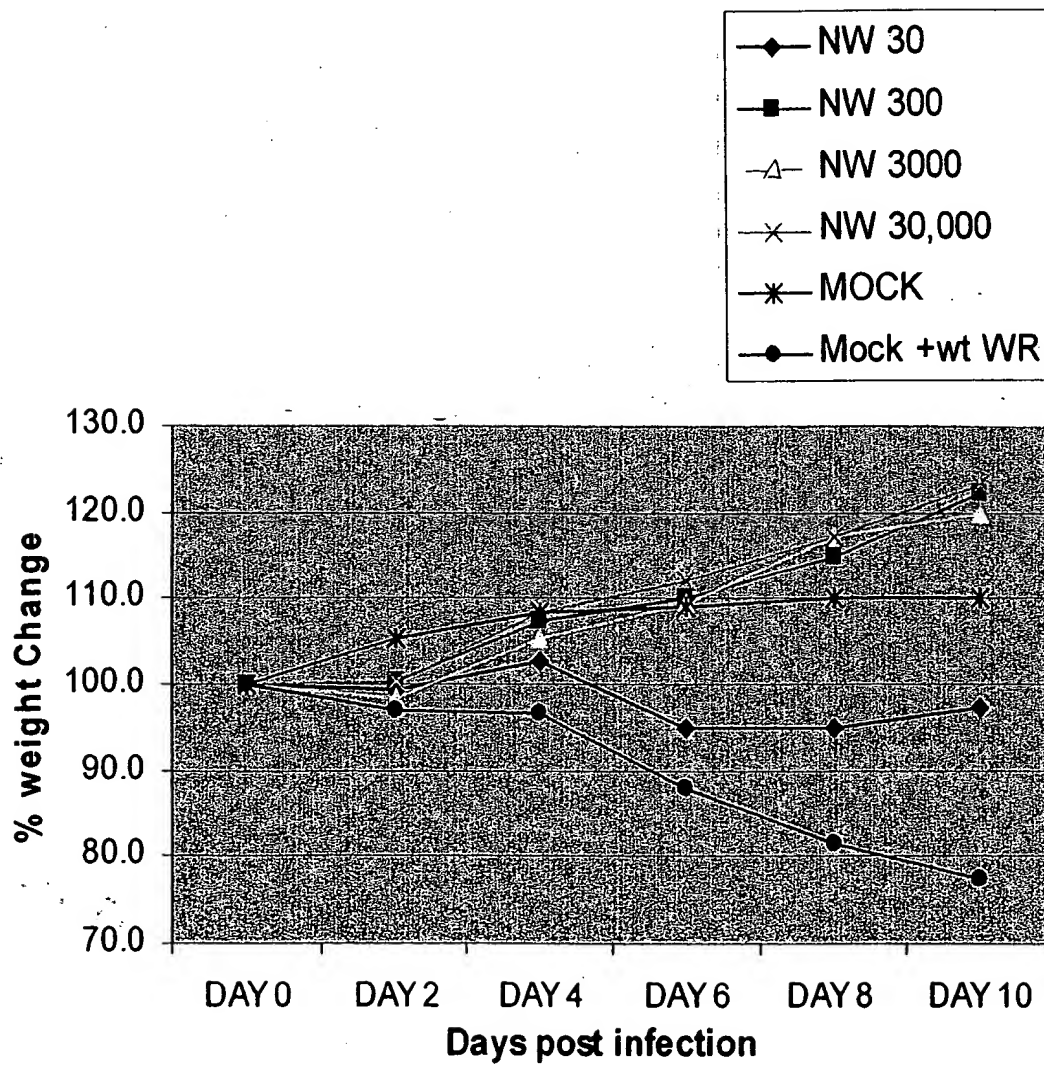 NW 30
NW 300
NW 3000
NW 30,000
MOCK
Mock +wt WR
130.0
120.0
110.0
100.0
90.0
80.0
70.0
% weight Change
DAY 0 DAY 2 DAY 4 DAY 6 DAY 8 DAY 10
Days post infection